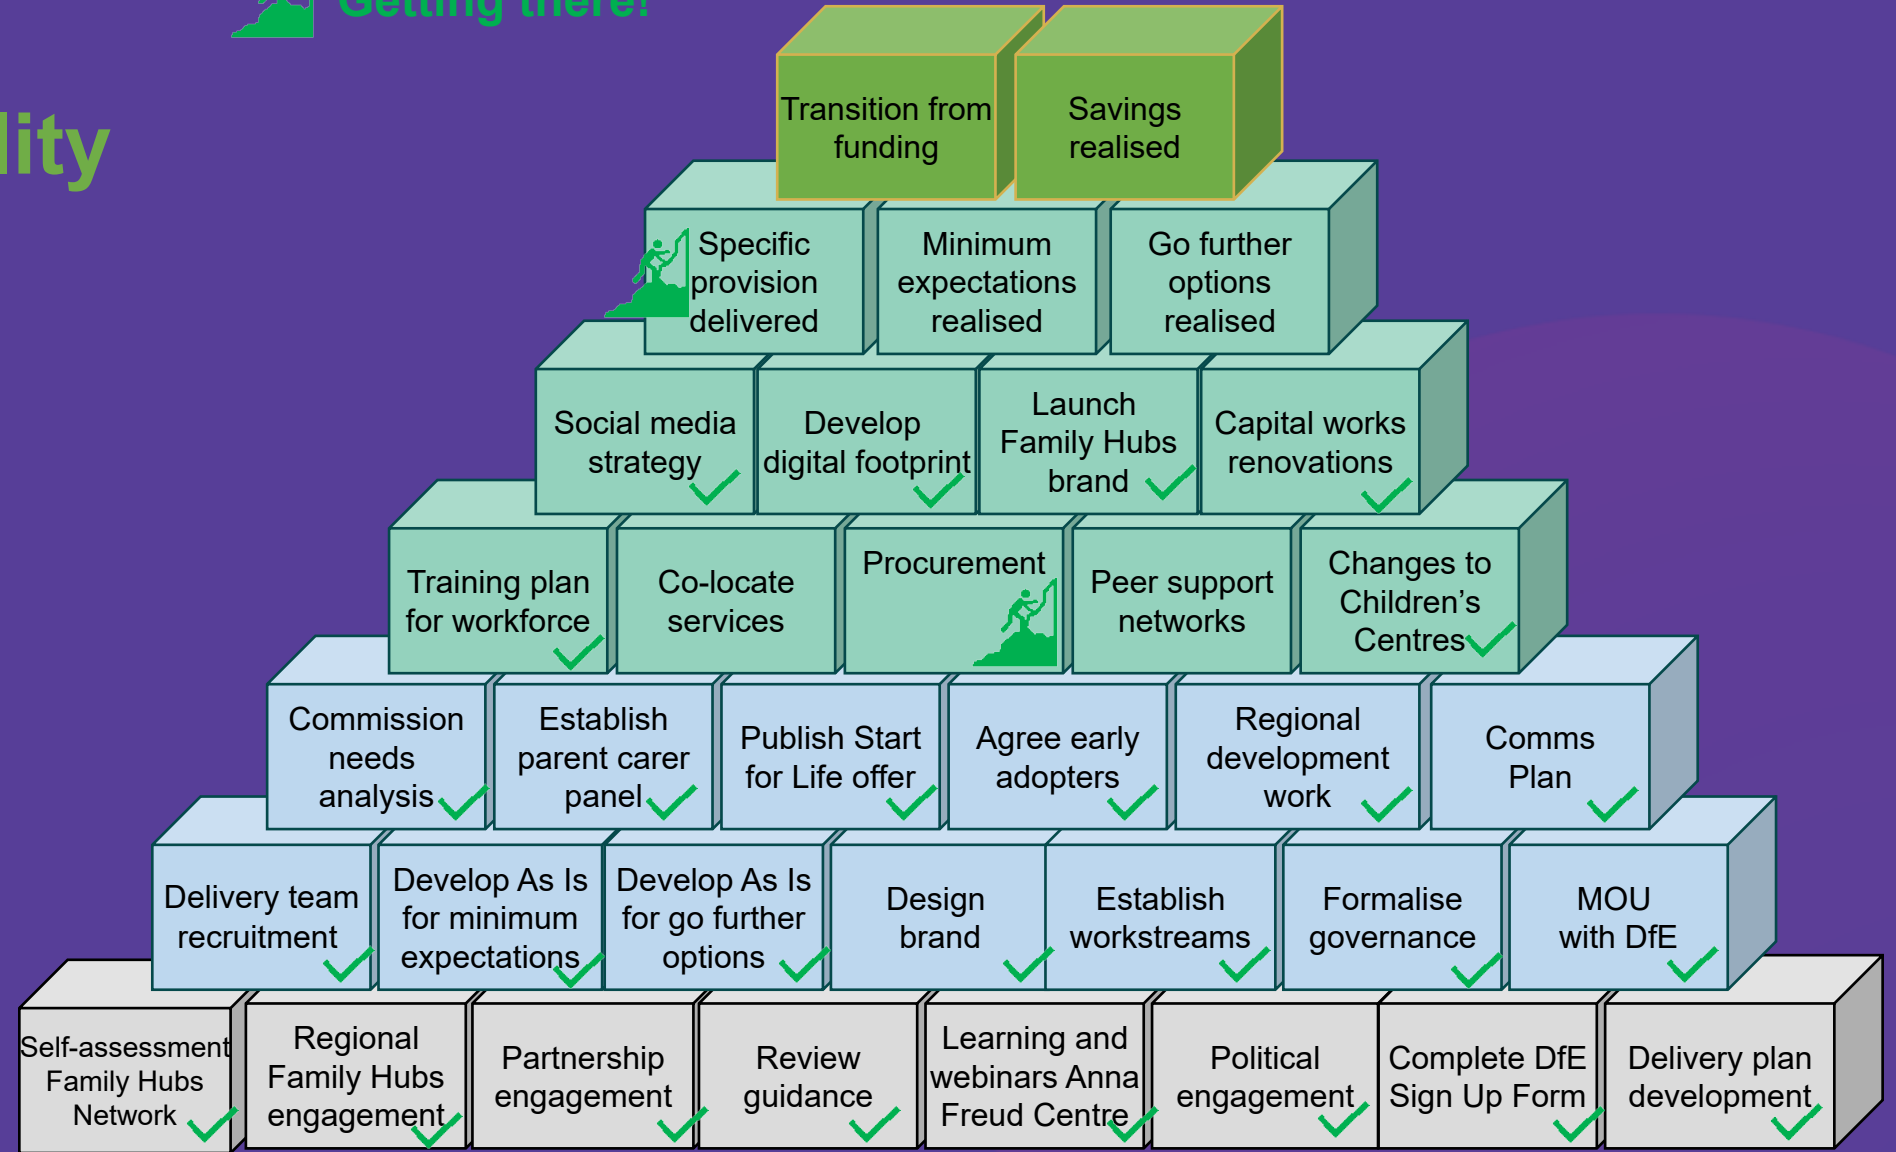 Getting there!
lity
Transition from
funding
Savings
realised
Specific
provision
delivered
Minimum
expectations
realised
Go further
options
realised
Social media
strategy
Develop
digital footprint
Launch
Family Hubs
brand
Capital works
renovations
Training plan
for workforce
Co-locate
services
Procurement
Peer support
networks
Changes to
Children’s
Centres
Commission
needs
analysis
Establish
parent carer
panel
Publish Start
for Life offer
Agree early
adopters
Regional
development
work
Comms
Plan
Delivery team
recruitment
Develop As Is
for minimum
expectations
Develop As Is
for go further
options
Design
brand
Establish
workstreams
Formalise
governance
MOU
with DfE
Self-assessment
Family Hubs
Network
Regional
Family Hubs
engagement
Partnership
engagement
Review
guidance
Learning and
webinars Anna
Freud Centre
Political
engagement
Complete DfE
Sign Up Form
Delivery plan
development